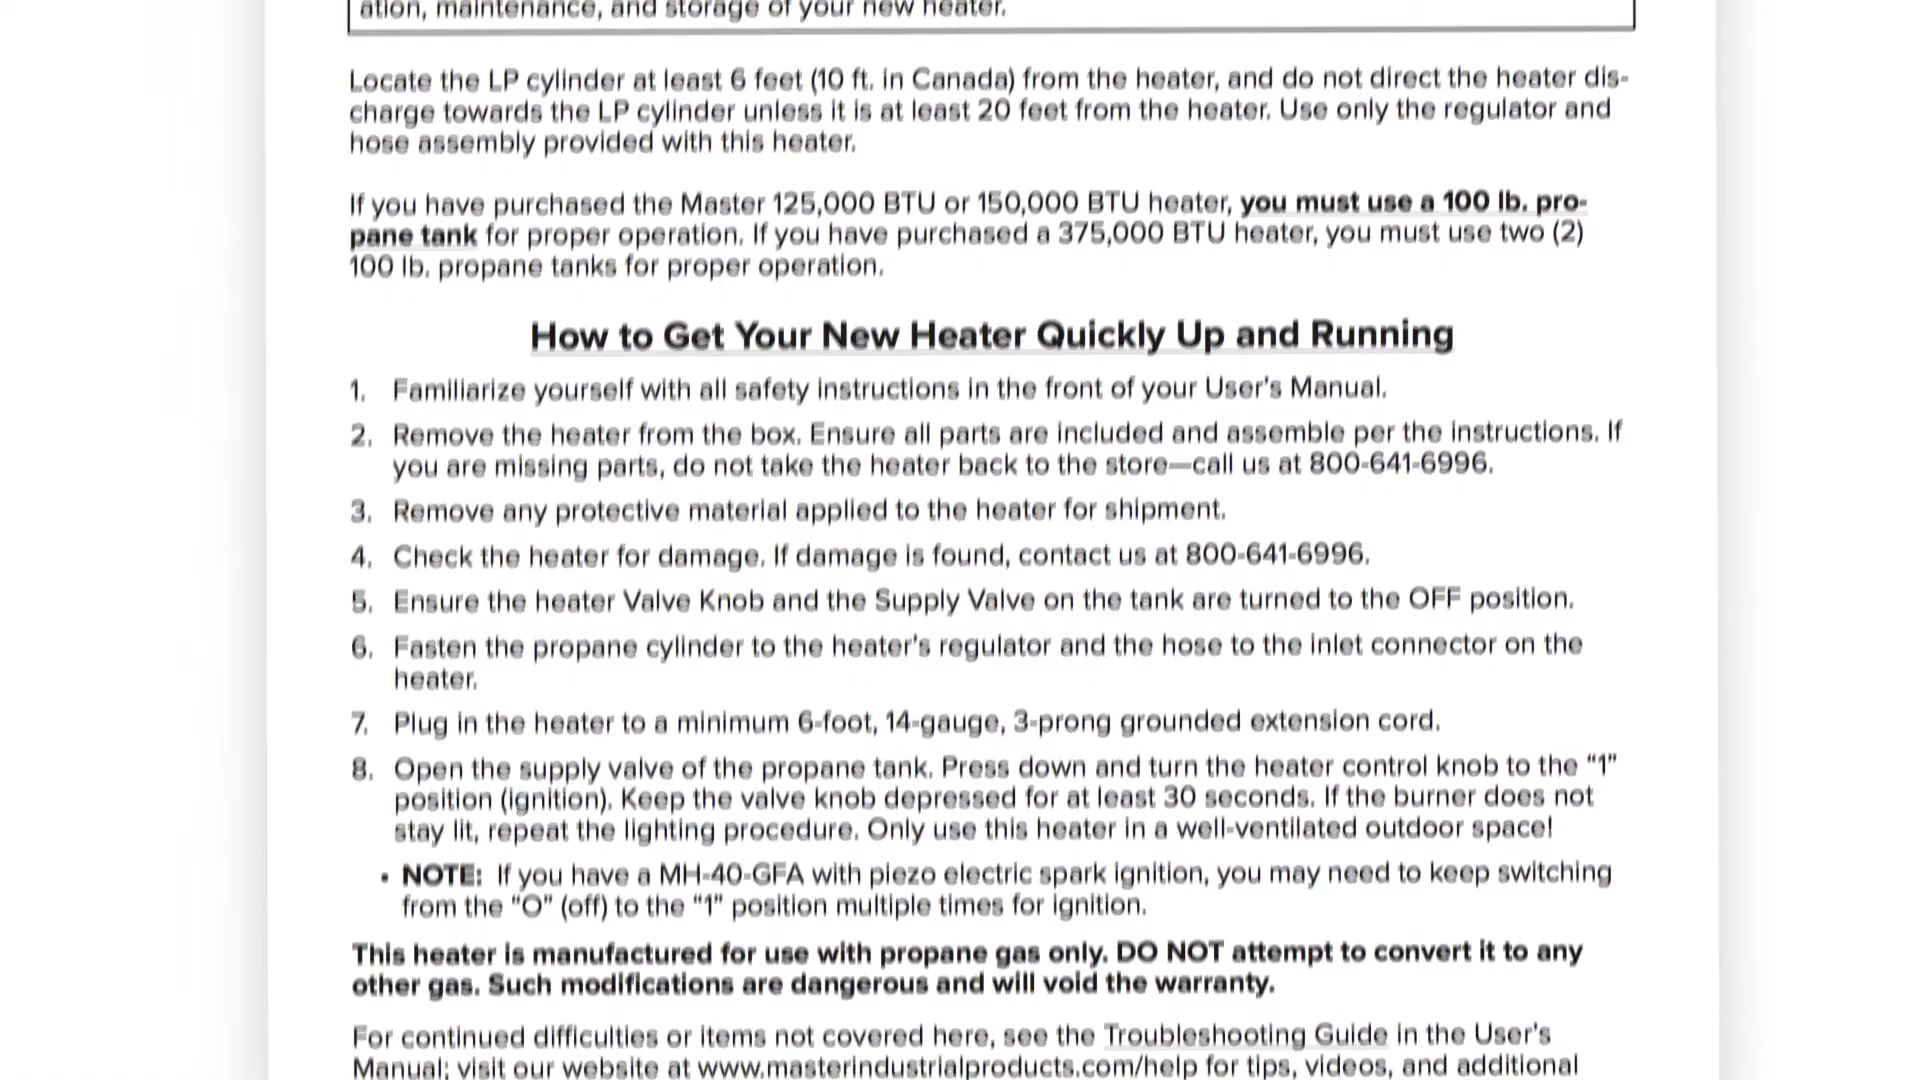 ation, maintenance, and storage of your new heater.
Locate the LP cylinder at least 6 feet (10 ft. in Canada) from the heater, and do not direct the heater dis-
charge towards the LP cylinder unless it is at least 20 feet from the heater. Use only the regulator and
hose assembly provided with this heater.
If you have purchased the Master 125,000 BTU or 150,000 BTU heater, you must use a 100 lb. pro-
pane tank for proper operation. If you have purchased a 375,000 BTU heater, you must use two (2)
100 lb. propane tanks for proper operation.
How to Get Your New Heater Quickly Up and Running
1. Familiarize yourself with all safety instructions in the front of your User's Manual.
2. Remove the heater from the box. Ensure all parts are included and assemble per the instructions. If
you are missing parts, do not take the heater back to the store—call us at 800-641-6996.
3. Remove any protective material applied to the heater for shipment.
4. Check the heater for damage. If damage is found, contact us at 800-641-6996.
5. Ensure the heater Valve Knob and the Supply Valve on the tank are turned to the OFF position.
6. Fasten the propane cylinder to the heater's regulator and the hose to the inlet connector on the
heater.
7. Plug in the heater to a minimum 6-foot, 14-gauge, 3-prong grounded extension cord.
8. Open the supply valve of the propane tank. Press down and turn the heater control knob to the “1”
position (ignition). Keep the valve knob depressed for at least 30 seconds. If the burner does not
stay lit, repeat the lighting procedure. Only use this heater in a well-ventilated outdoor space!
• NOTE: If you have a MH-40-GFA with piezo electric spark ignition, you may need to keep switching
from the “O” (off) to the “1” position multiple times for ignition.
This heater is manufactured for use with propane gas only. DO NOT attempt to convert it to any
other gas. Such modifications are dangerous and will void the warranty.
For continued difficulties or items not covered here, see the Troubleshooting Guide in the User's
Manual; visit our website at www.masterindustrialproducts.com/help for tips, videos, and additional